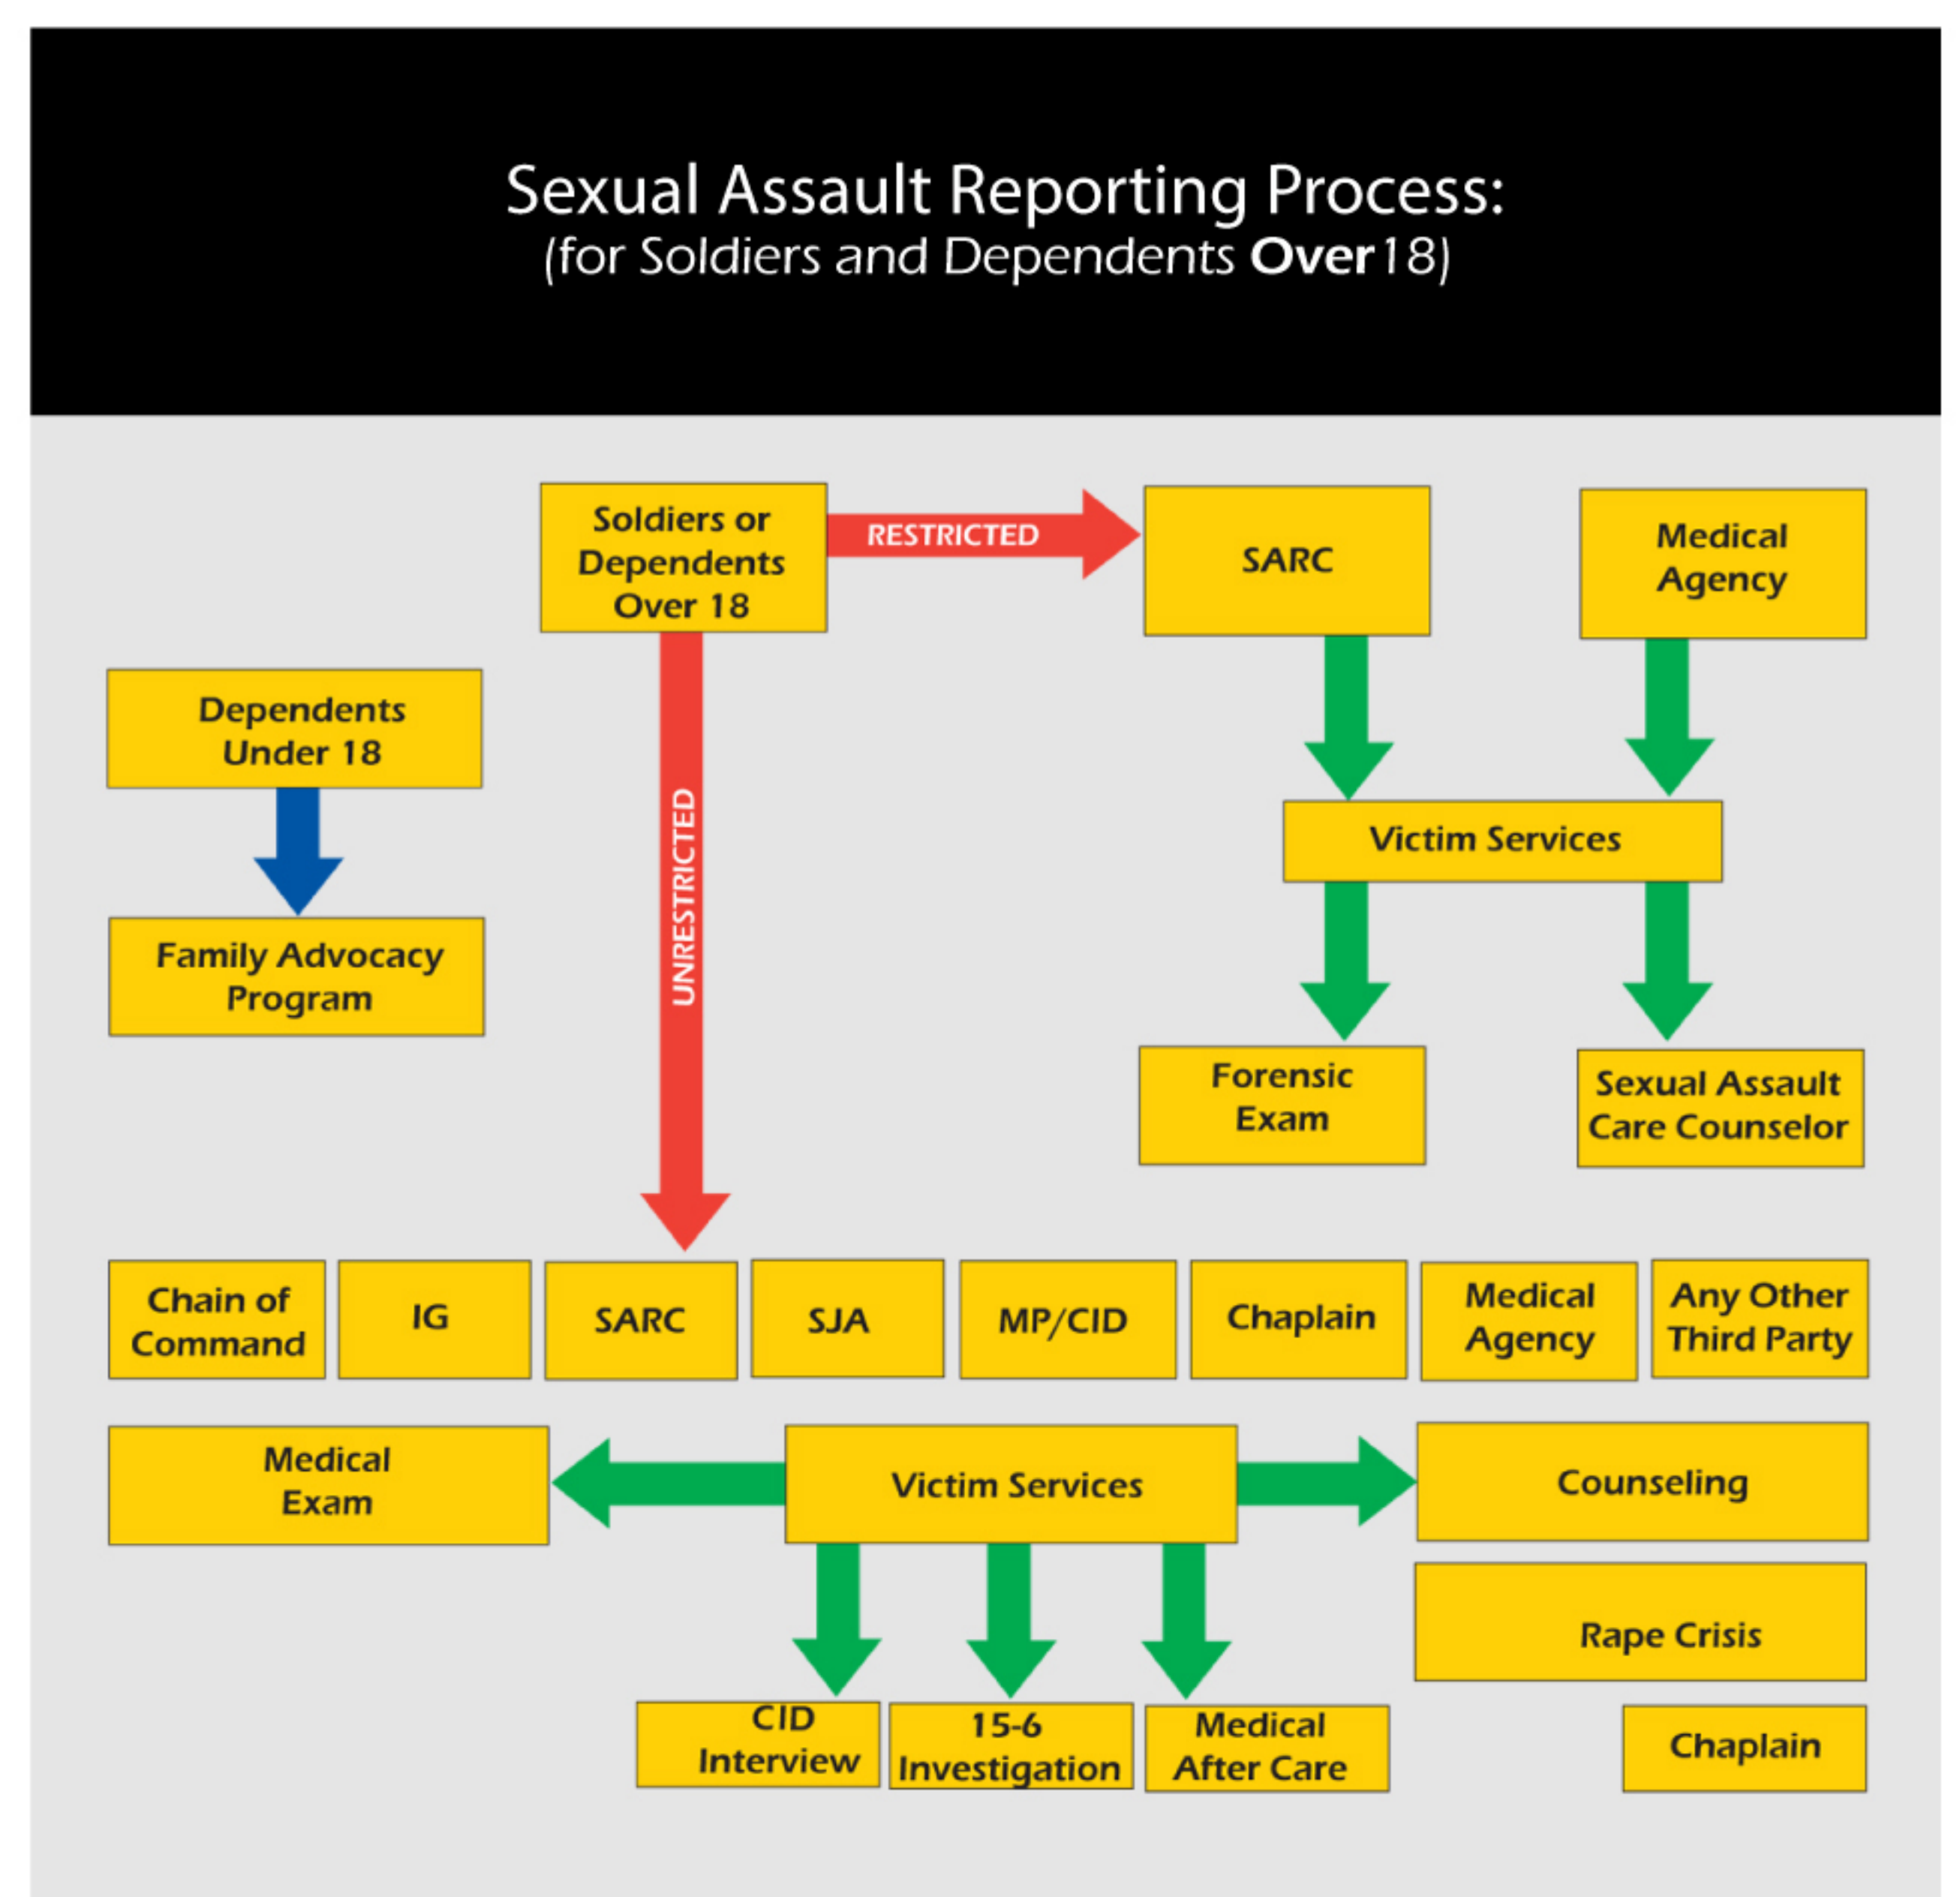 Sexual Assault Reporting Process:
(for Soldiers and Dependents Over 18)
Soldiers or
Dependents
Over 18
RESTRICTED
SARC
Medical
Agency
Dependents
Under 18
UNRESTRICTED
Victim Services
Family Advocacy
Program
Forensic
Exam
Sexual Assault
Care Counselor
Chain of
Command
IG
SARC
SJA
MP/CID
Chaplain
Medical
Agency
Any Other
Third Party
Medical
Exam
Victim Services
Counseling
Rape Crisis
CID
Interview
15-6
Investigation
Medical
After Care
Chaplain